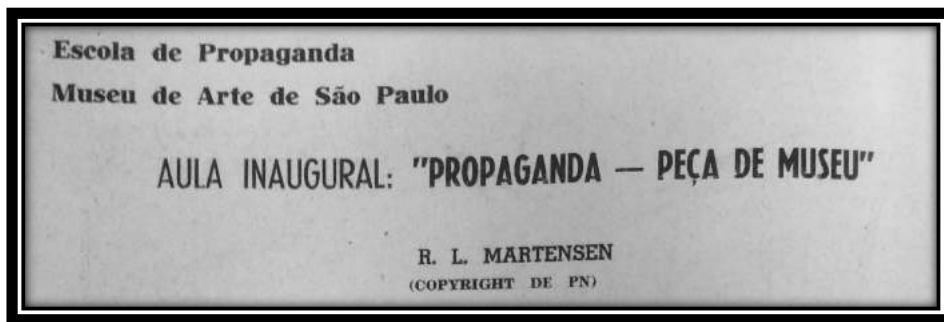 Escola de Propaganda
Museu de Arte de São Paulo
AULA INAUGURAL: "PROPAGANDA — PEÇA DE MUSEU"
R. L. MARTENSEN
(COPYRIGHT DE PN)